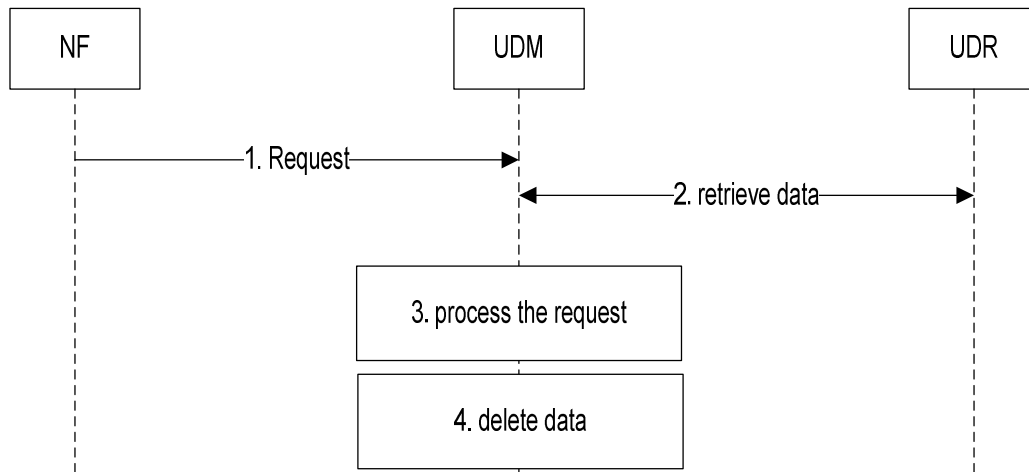 NF
UDM
UDR
1. Request
2. retrieve data
3. process the request
4. delete data